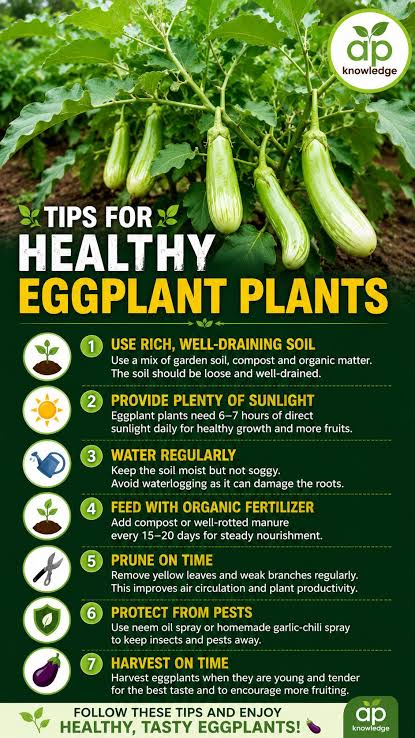 ap
knowledge
TIPS FOR
HEALTHY
EGGPLANT PLANTS
1 USE RICH, WELL-DRAINING SOIL
Use a mix of garden soil, compost and organic matter.
The soil should be loose and well-drained.
2 PROVIDE PLENTY OF SUNLIGHT
Eggplant plants need 6–7 hours of direct
sunlight daily for healthy growth and more fruits.
3 WATER REGULARLY
Keep the soil moist but not soggy.
Avoid waterlogging as it can damage the roots.
4 FEED WITH ORGANIC FERTILIZER
Add compost or well-rotted manure
every 15–20 days for steady nourishment.
5 PRUNE ON TIME
Remove yellow leaves and weak branches regularly.
This improves air circulation and plant productivity.
6 PROTECT FROM PESTS
Use neem oil spray or homemade garlic-chili spray
to keep insects and pests away.
7 HARVEST ON TIME
Harvest eggplants when they are young and tender
for the best taste and to encourage more fruiting.
FOLLOW THESE TIPS AND ENJOY
HEALTHY, TASTY EGGPLANTS!
ap
knowledge